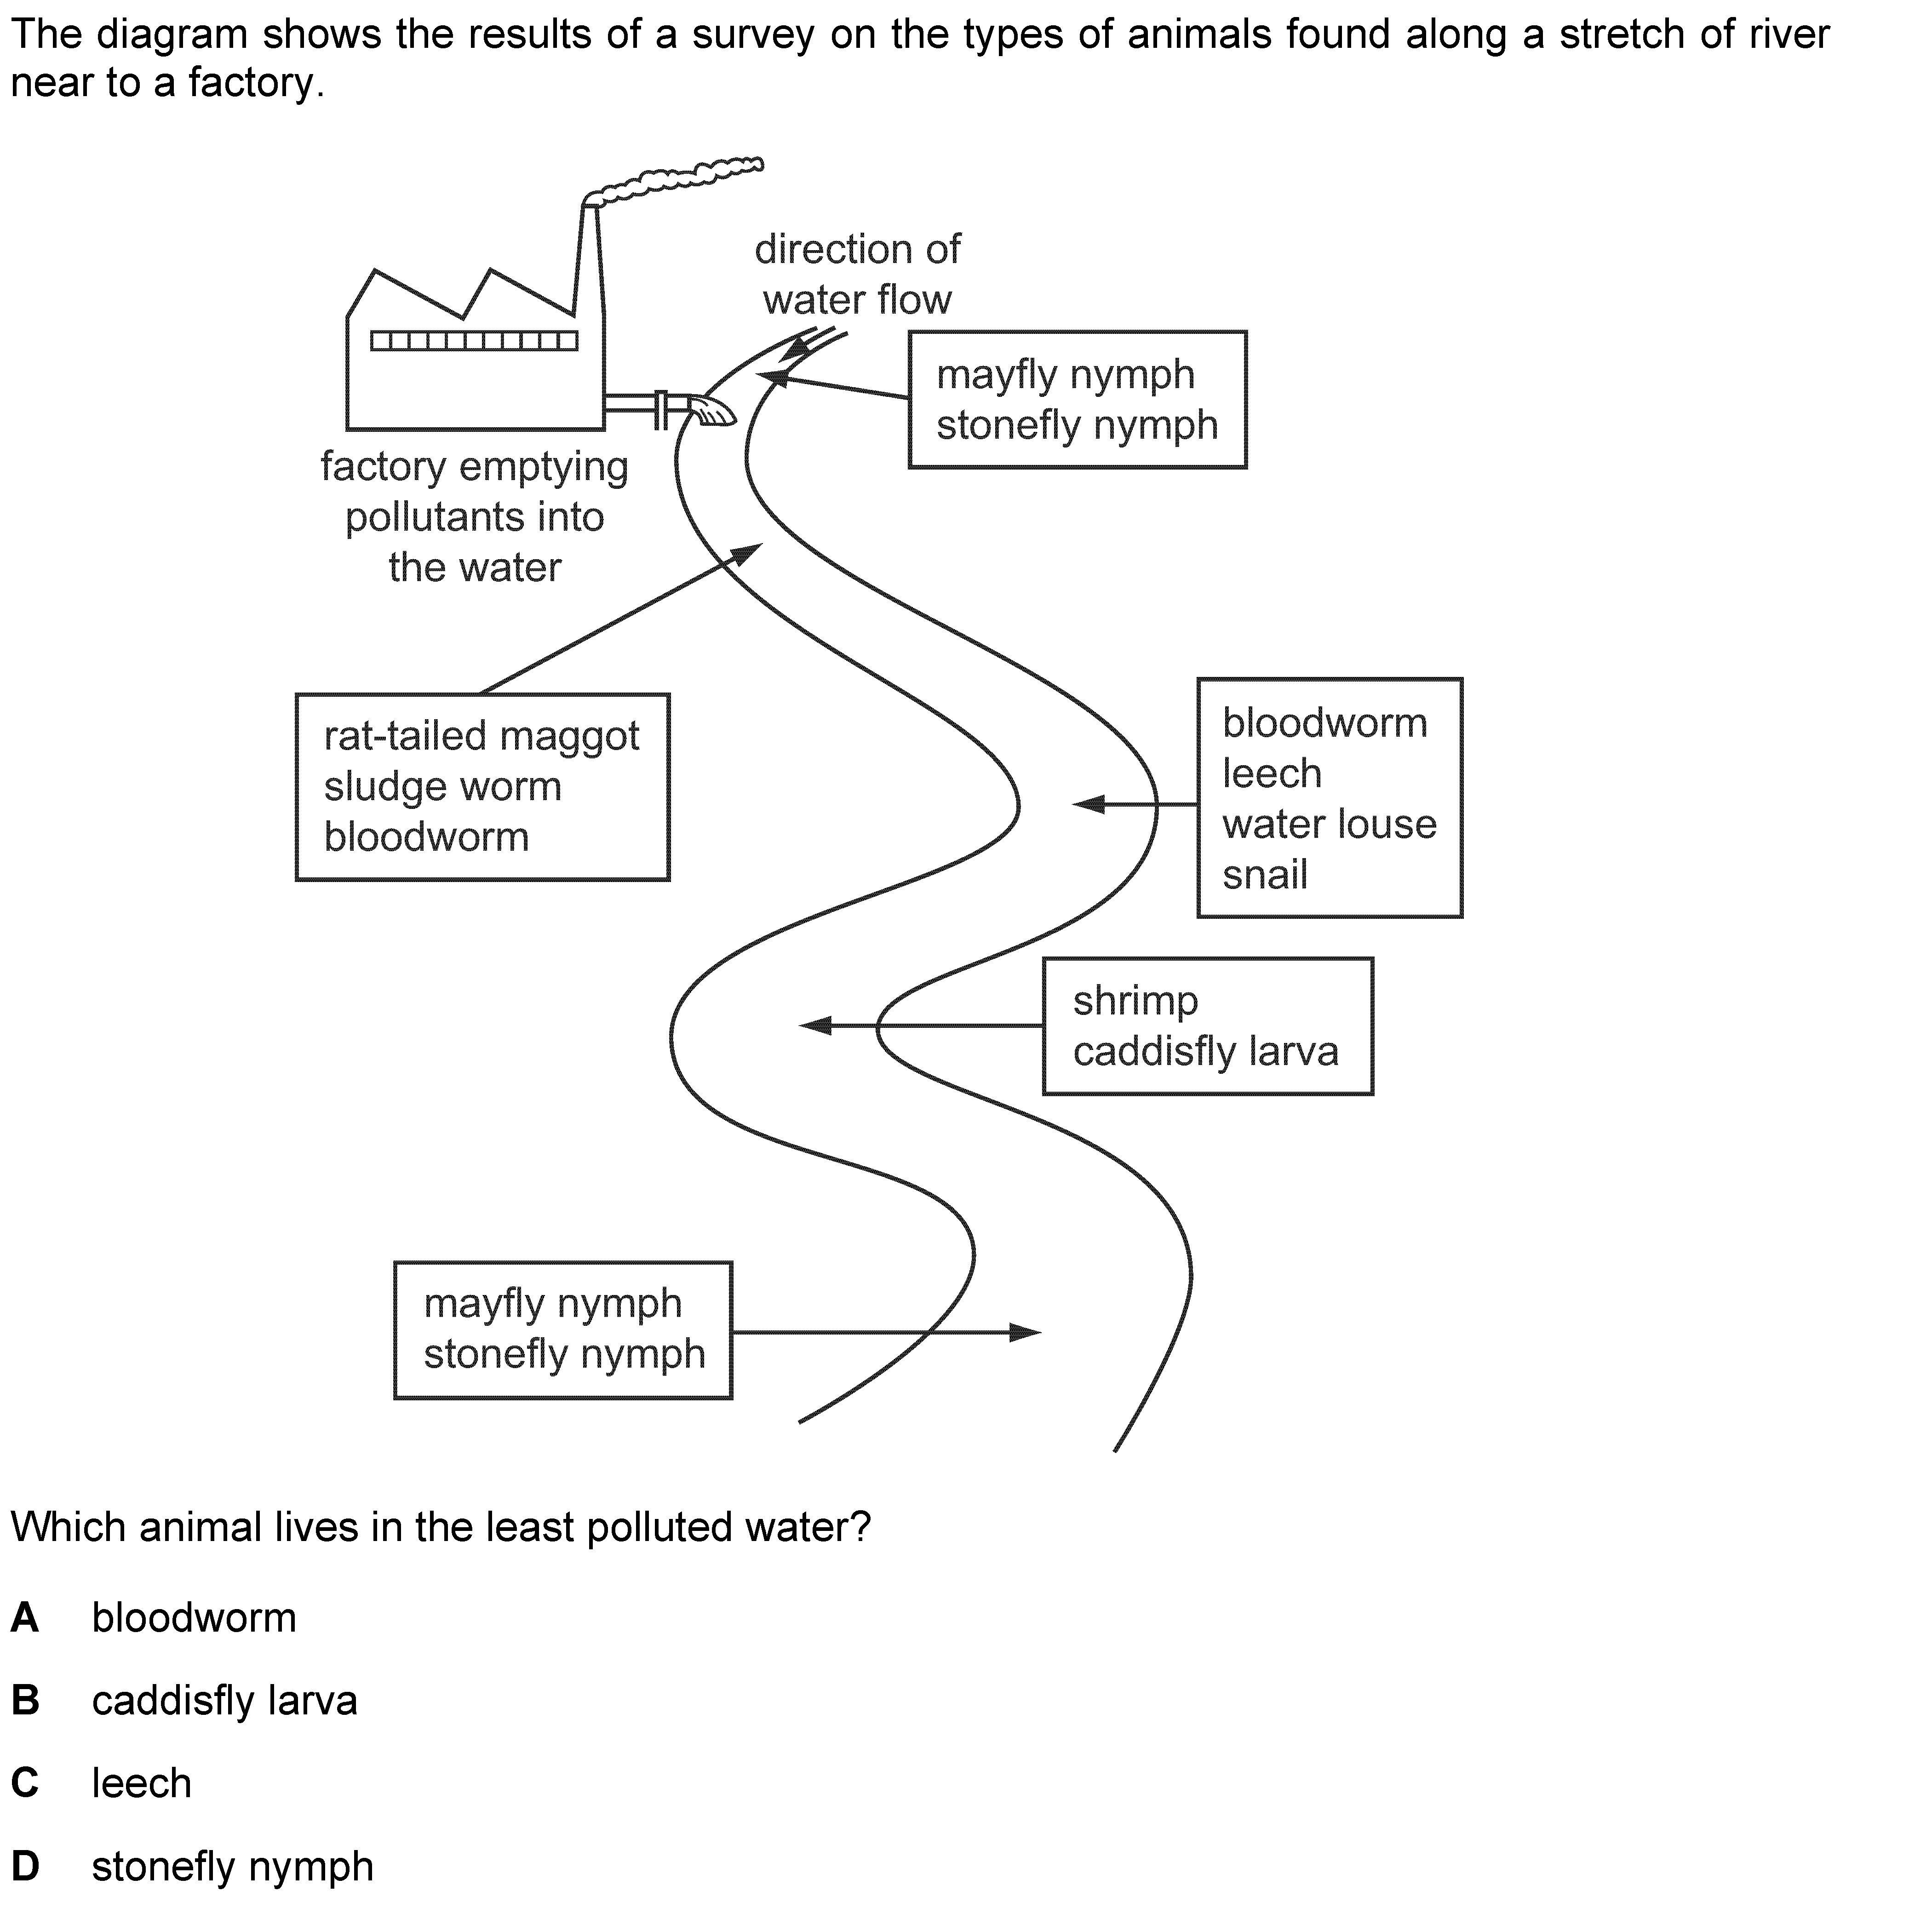 The diagram shows the results of a survey on the types of animals found along a stretch of river
near to a factory.
direction of
water flow
mayfly nymph
stonefly nymph
factory emptying
pollutants into
the water
rat-tailed maggot
sludge worm
bloodworm
bloodworm
leech
water louse
snail
shrimp
caddisfly larva
mayfly nymph
stonefly nymph
Which animal lives in the least polluted water?
A bloodworm
B caddisfly larva
C leech
D stonefly nymph